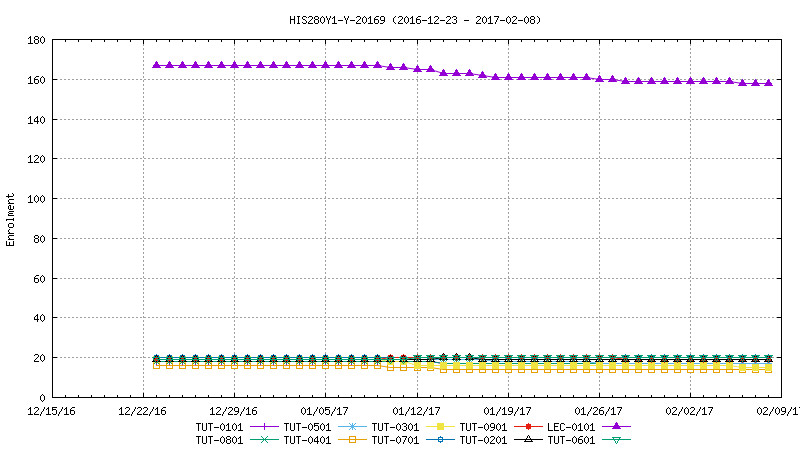 HIS280Y1-Y-20169 (2016-12-23 - 2017-02-08)
180
160
140
120
100
80
60
40
20
0
Enrolment
12/15/16 12/22/16 12/29/16 01/05/17 01/12/17 01/19/17 01/26/17 02/02/17 02/09/17
TUT-0101 TUT-0501 TUT-0301 TUT-0901 LEC-0101
TUT-0801 TUT-0401 TUT-0701 TUT-0201 TUT-0601